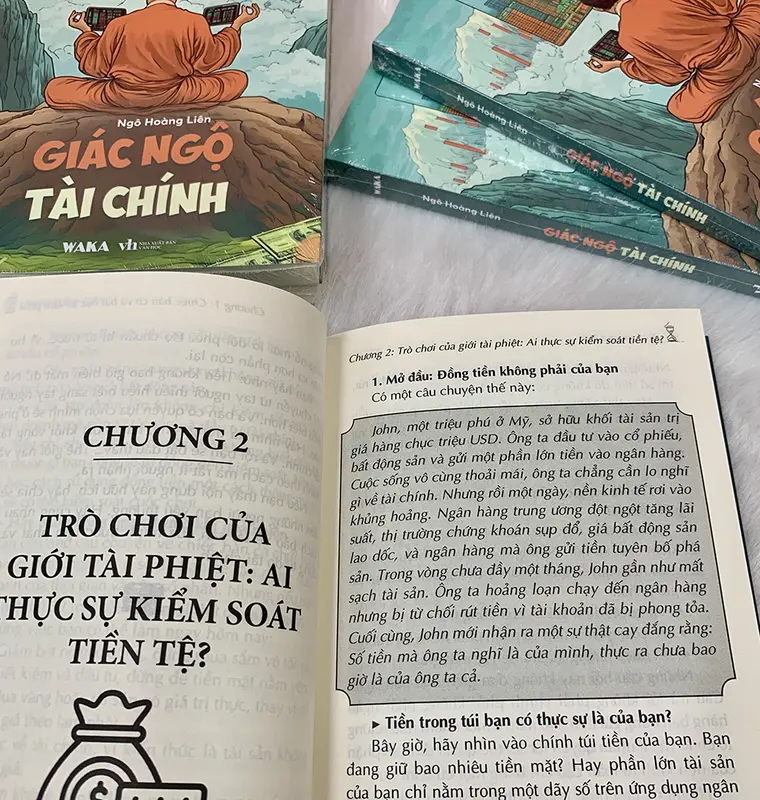 Ngô Hoàng Liên
GIÁC NGỘ
TÀI CHÍNH
WAKA vh NHÀ XUẤT BẢN
VĂN HỌC
WAKA Ngô Hoàng Liên GIÁC NGỘ TÀI CHÍNH
WAKA Ngô Hoàng Liên GIÁC NGỘ TÀI CHÍNH
CHƯƠNG 2
TRÒ CHƠI CỦA
GIỚI TÀI PHIỆT: AI
THỰC SỰ KIỂM SOÁT
TIỀN TỆ?
Chương 2: Trò chơi của giới tài phiệt: Ai thực sự kiểm soát tiền tệ?
1. Mở đầu: Đồng tiền không phải của bạn
Có một câu chuyện thế này:
John, một triệu phú ở Mỹ, sở hữu khối tài sản trị
giá hàng chục triệu USD. Ông ta đầu tư vào cổ phiếu,
bất động sản và gửi một phần lớn tiền vào ngân hàng.
Cuộc sống vô cùng thoải mái, ông ta chẳng cần lo nghĩ
gì về tài chính. Nhưng rồi một ngày, nền kinh tế rơi vào
khủng hoảng. Ngân hàng trung ương đột ngột tăng lãi
suất, thị trường chứng khoán sụp đổ, giá bất động sản
lao dốc, và ngân hàng mà ông gửi tiền tuyên bố phá
sản. Trong vòng chưa đầy một tháng, John gần như mất
sạch tài sản. Ông ta hoảng loạn chạy đến ngân hàng
nhưng bị từ chối rút tiền vì tài khoản đã bị phong tỏa.
Cuối cùng, John mới nhận ra một sự thật cay đắng rằng:
Số tiền mà ông ta nghĩ là của mình, thực ra chưa bao
giờ là của ông ta cả.
▸ Tiền trong túi bạn có thực sự là của bạn?
Bây giờ, hãy nhìn vào chính túi tiền của bạn. Bạn
đang giữ bao nhiêu tiền mặt? Hay phần lớn tài sản
của bạn chỉ nằm trong một dãy số trên ứng dụng ngân